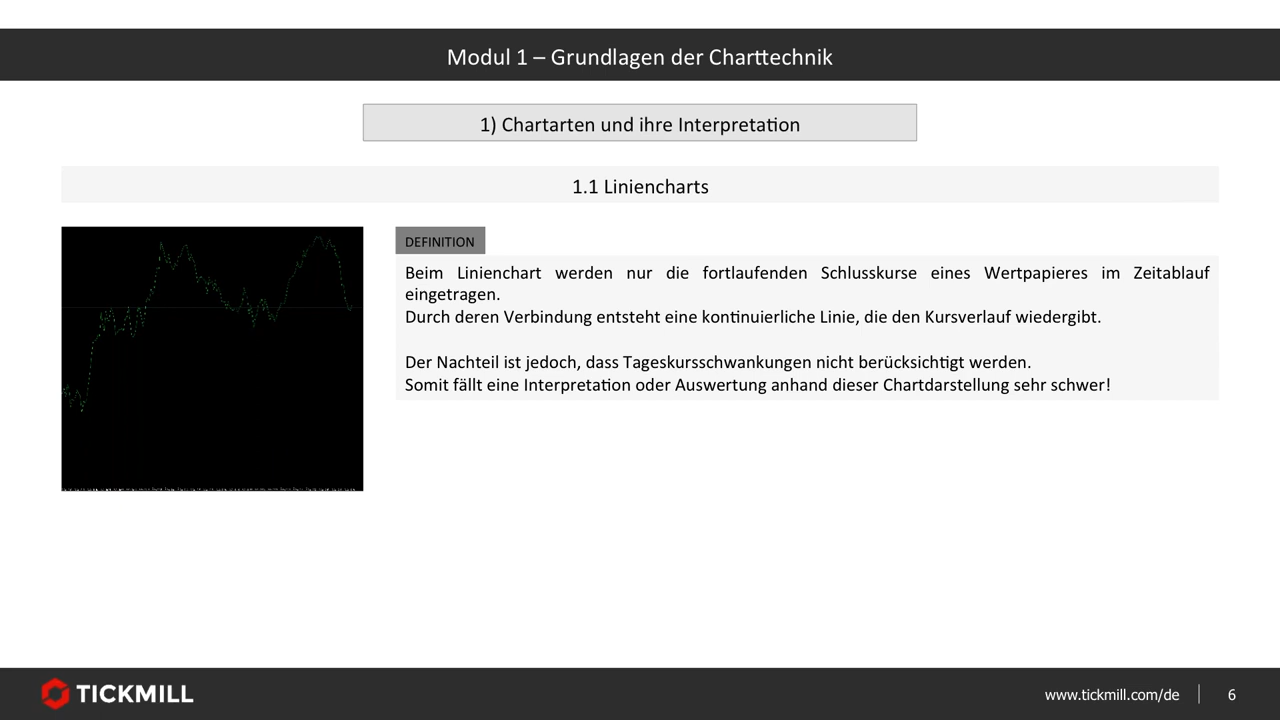 Modul 1 – Grundlagen der Charttechnik
1) Chartarten und ihre Interpretation
1.1 Liniencharts
DEFINITION
Beim Linienchart werden nur die fortlaufenden Schlusskurse eines Wertpapieres im Zeitablauf
eingetragen.
Durch deren Verbindung entsteht eine kontinuierliche Linie, die den Kursverlauf wiedergibt.
Der Nachteil ist jedoch, dass Tageskursschwankungen nicht berücksichtigt werden.
Somit fällt eine Interpretation oder Auswertung anhand dieser Chartdarstellung sehr schwer!
TICKMILL
www.tickmill.com/de
6